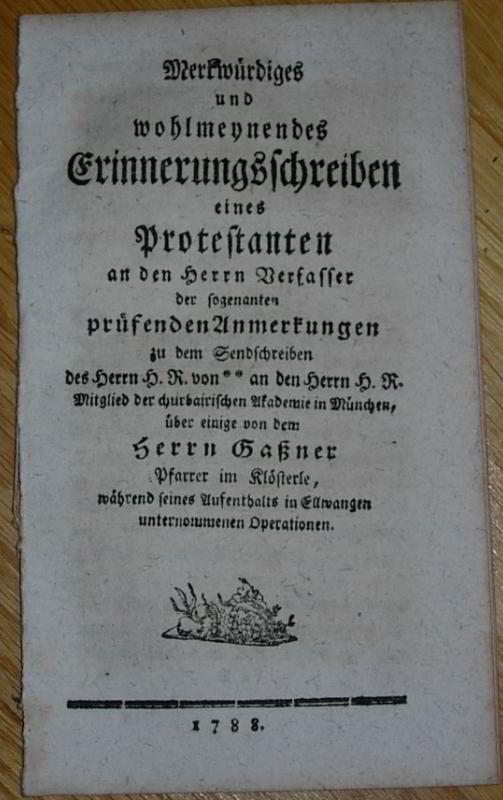 Merkwürdiges
und
wohlmeynendes
Erinnerungsschreiben
eines
Protestanten
an den Herrn Verfasser
der sogenanten
prüfenden Anmerkungen
zu dem Sendschreiben
des Herrn H. R. von ** an den Herrn H. R.
Mitglied der churbairischen Akademie in München,
über einige von dem
Herrn Gaßner
Pfarrer im Klösterle,
während seines Aufenthalts in Ellwangen
unternommenen Operationen.
1788.